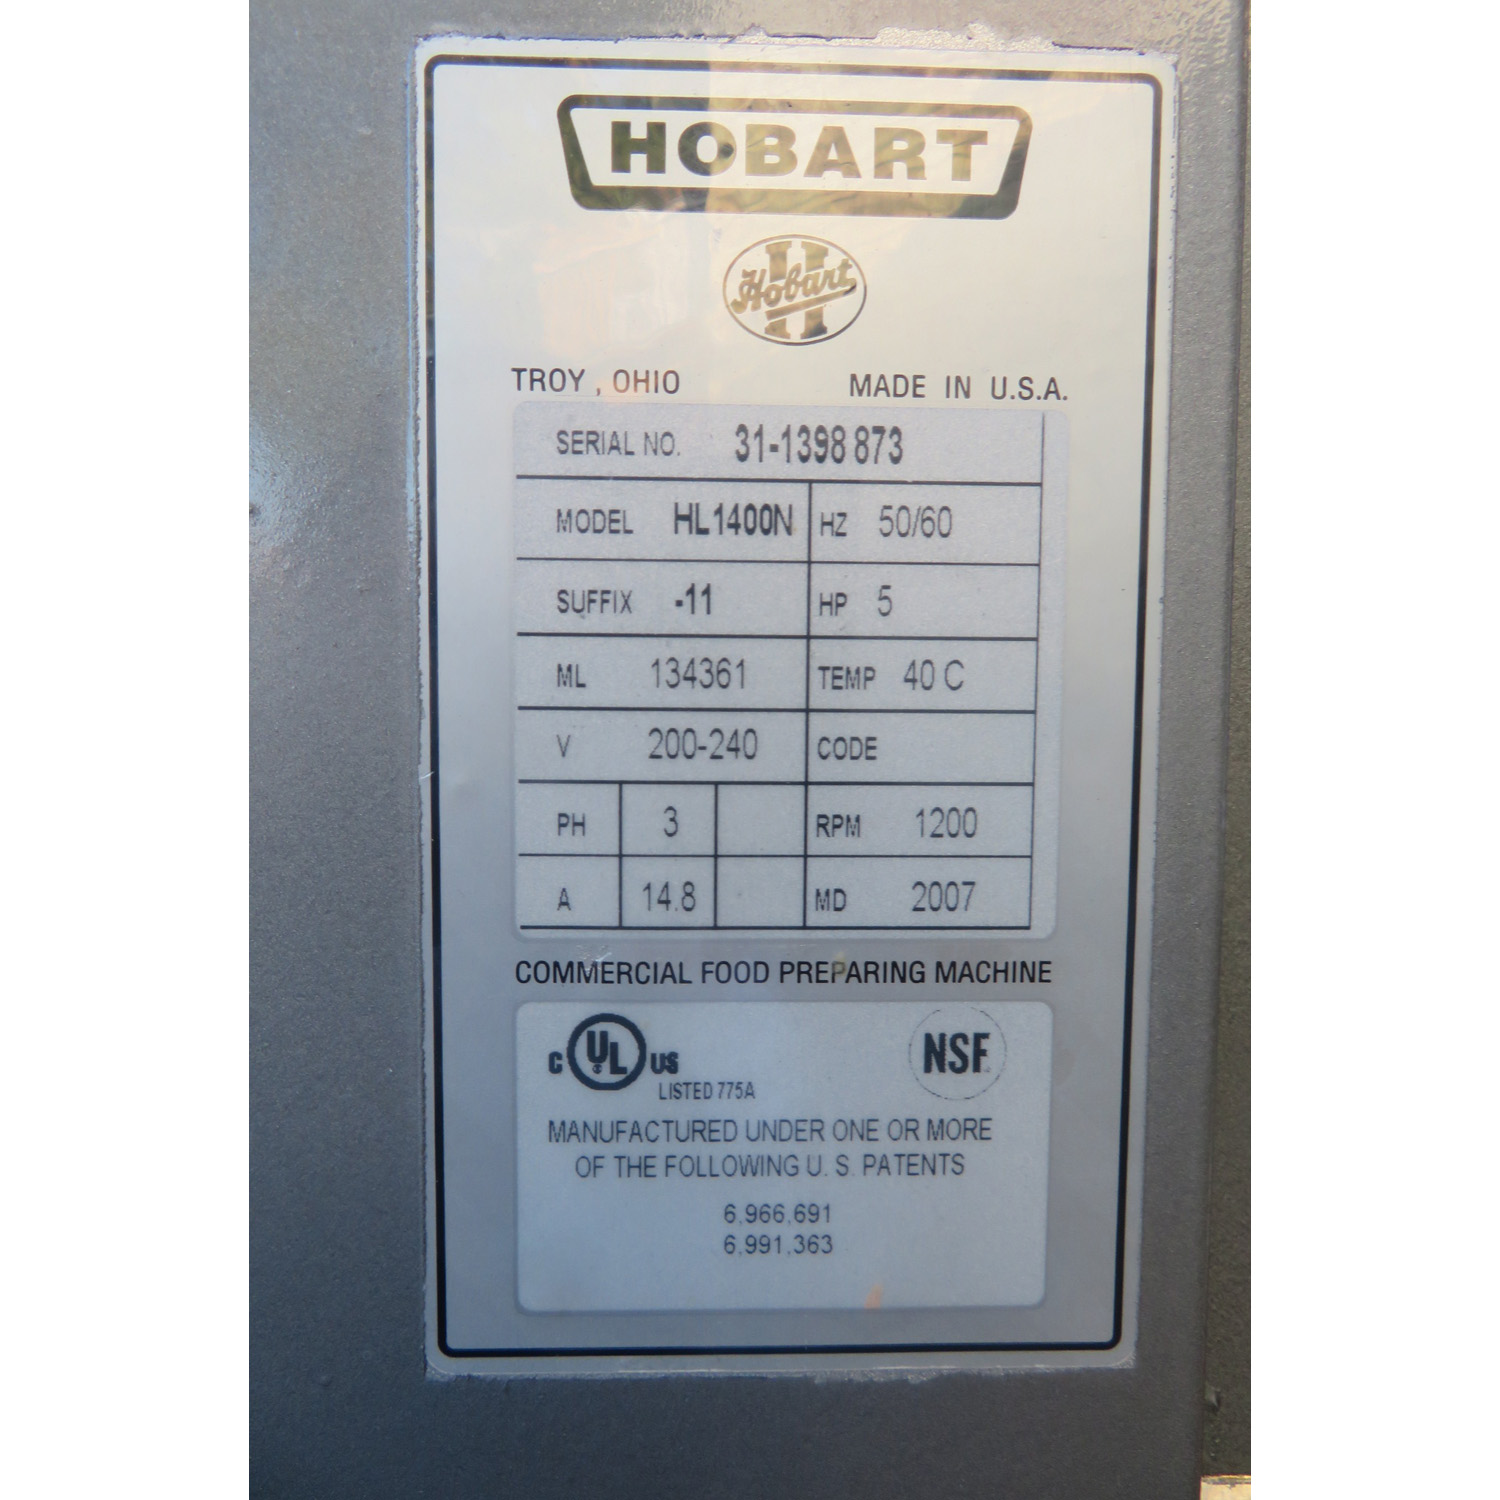 HOBART
Hobart H
TROY, OHIO MADE IN U.S.A.
SERIAL NO. 31-1398 873
MODEL HL1400N HZ 50/60
SUFFIX -11 HP 5
ML 134361 TEMP 40 C
V 200-240 CODE
PH 3 RPM 1200
A 14.8 MD 2007
COMMERCIAL FOOD PREPARING MACHINE
C UL US NSF
LISTED 775A
MANUFACTURED UNDER ONE OR MORE
OF THE FOLLOWING U. S. PATENTS
6,966,691
6,991,363